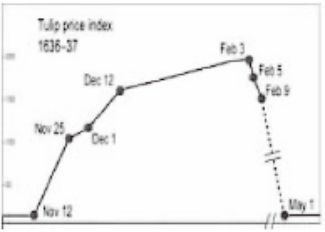 Tulip price index
1636-37
Feb 3
Feb 5
Dec 12
Feb 9
Nov 25
Dec 1
Nov 12
May 1